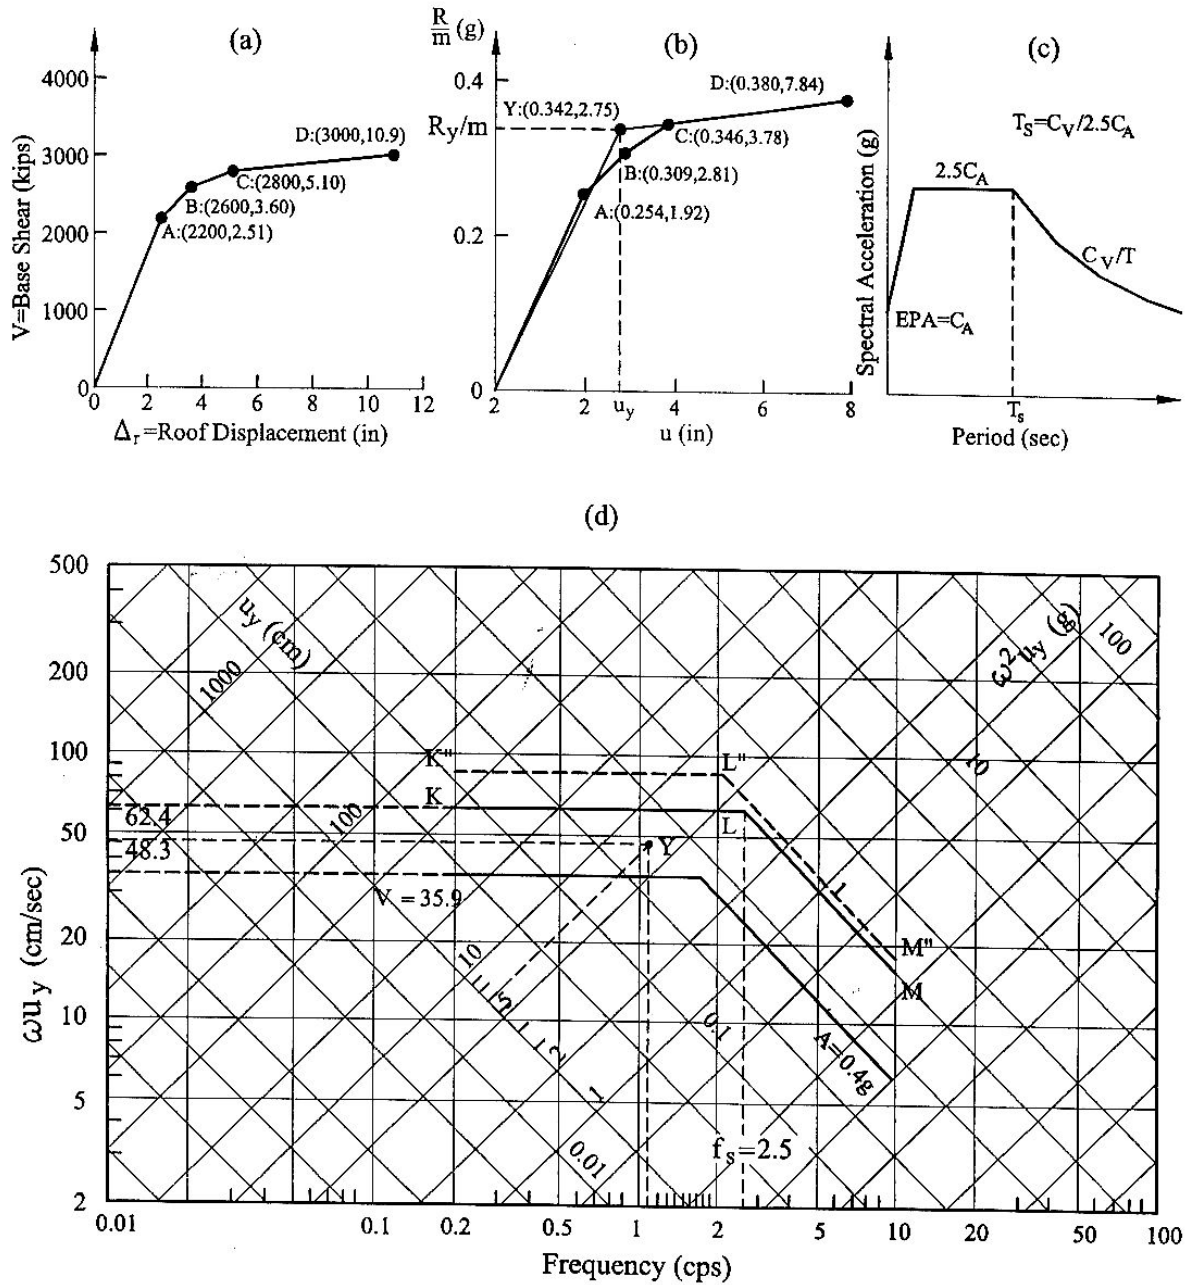 (a)
V=Base Shear (kips)
4000
3000
2000
1000
0
D:(3000,10.9)
C:(2800,5.10)
B:(2600,3.60)
A:(2200,2.51)
0 2 4 6 8 10 12
Δr=Roof Displacement (in)
(b)
R/m (g)
0.4
Ry/m
0.2
0
D:(0.380,7.84)
Y:(0.342,2.75)
C:(0.346,3.78)
B:(0.309,2.81)
A:(0.254,1.92)
2 2 uy 4 6 8
u (in)
(c)
Spectral Acceleration (g)
TS=CV/2.5CA
2.5CA
CV/T
EPA=CA
Ts
Period (sec)
(d)
ωuy (cm/sec)
500
200
100
50
20
10
5
2
uy (cm)
ω²uy (g)
100
1000
10
K"
L"
K
62.4
L
100
48.3
Y
1
V = 35.9
M"
10
M
5
0.1
A=0.4g
2
1
0.01
fs=2.5
0.01 0.1 0.2 0.5 1 2 5 10 20 50 100
Frequency (cps)